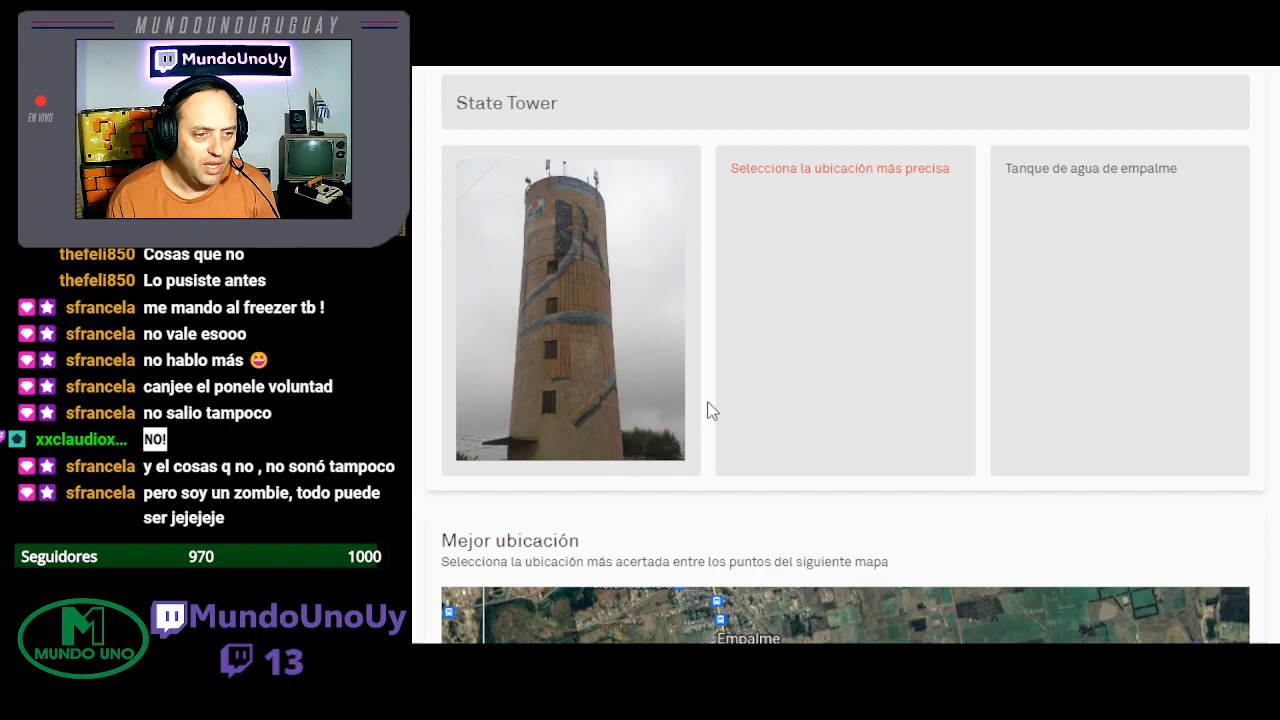 MUNDOUNOURUGUAY
MundoUnoUy
EN VIVO
thefeli850 Cosas que no
thefeli850 Lo pusiste antes
sfrancela me mando al freezer tb !
sfrancela no vale esooo
sfrancela no hablo más 😆
sfrancela canjee el ponele voluntad
sfrancela no salio tampoco
xxclaudiox... NO!
sfrancela y el cosas q no , no sonó tampoco
sfrancela pero soy un zombie, todo puede
ser jejejeje
Seguidores 970 1000
M
MUNDO UNO
MundoUnoUy
13
State Tower
Selecciona la ubicación más precisa
Tanque de agua de empalme
Mejor ubicación
Selecciona la ubicación más acertada entre los puntos del siguiente mapa
Empalme